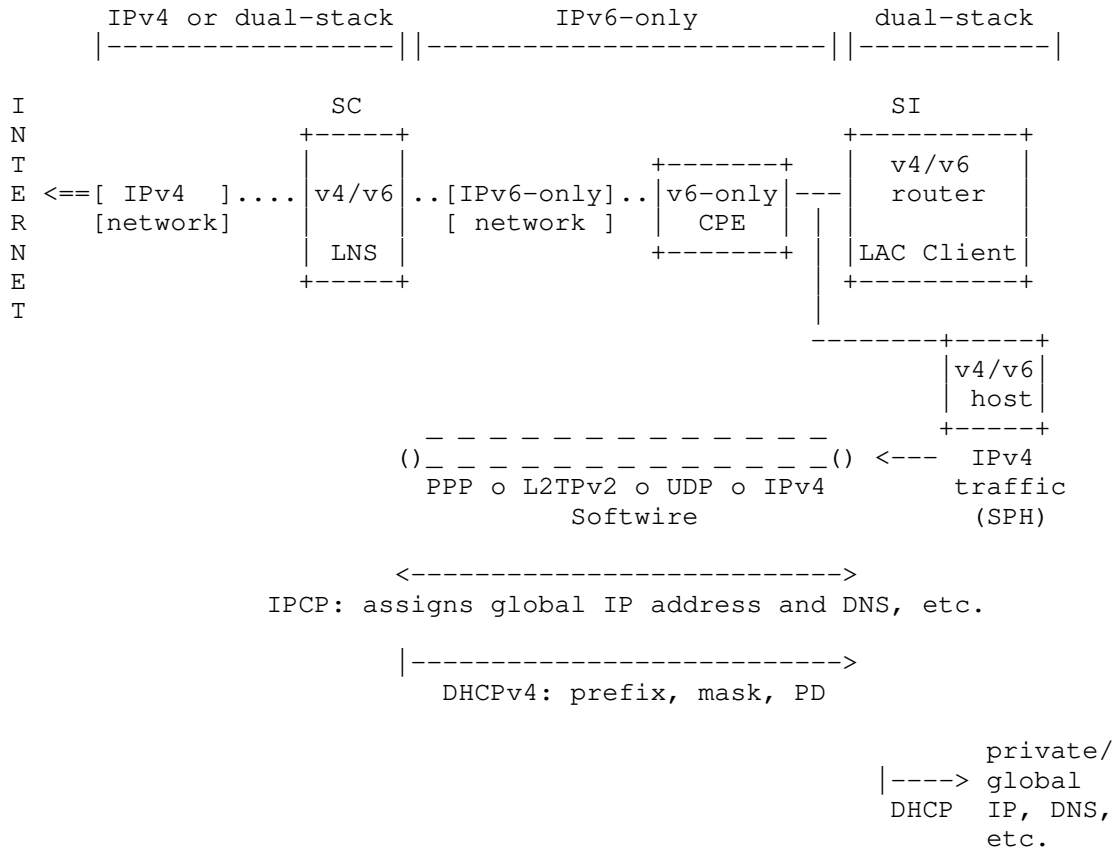 IPv4 or dual-stack IPv6-only dual-stack
|------------------||-------------------------||------------|
I SC SI
N +-----+ +-----------+
T | | +-------+ | v4/v6 |
E <==[ IPv4 ]....|v4/v6|..[IPv6-only]..|v6-only|---| router |
R [network] | | [ network ] | CPE | | | |
N | LNS | +-------+ | |LAC Client|
E +-----+ | +-----------+
T |
--------+-----+
|v4/v6|
| host|
_ _ _ _ _ _ _ _ _ _ _ _ _ +-----+
()_ _ _ _ _ _ _ _ _ _ _ _ _() <--- IPv4
PPP o L2TPv2 o UDP o IPv4 traffic
Softwire (SPH)
<--------------------------->
IPCP: assigns global IP address and DNS, etc.
|--------------------------->
DHCPv4: prefix, mask, PD
private/
|----> global
DHCP IP, DNS,
etc.